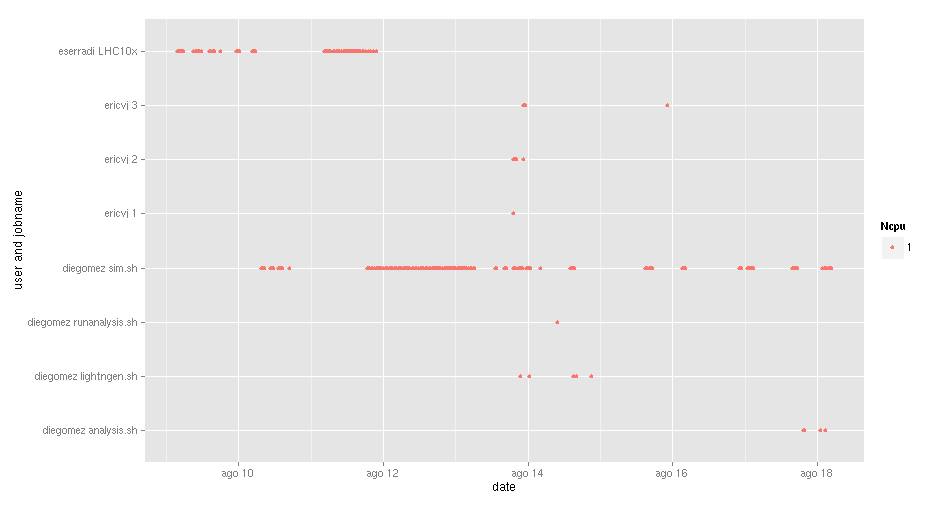 eserradi LHC10x
ericvj 3
ericvj 2
ericvj 1
diegomez sim.sh
diegomez runanalysis.sh
diegomez lightngen.sh
diegomez analysis.sh
user and jobname
ago 10 ago 12 ago 14 ago 16 ago 18
date
Ncpu
1